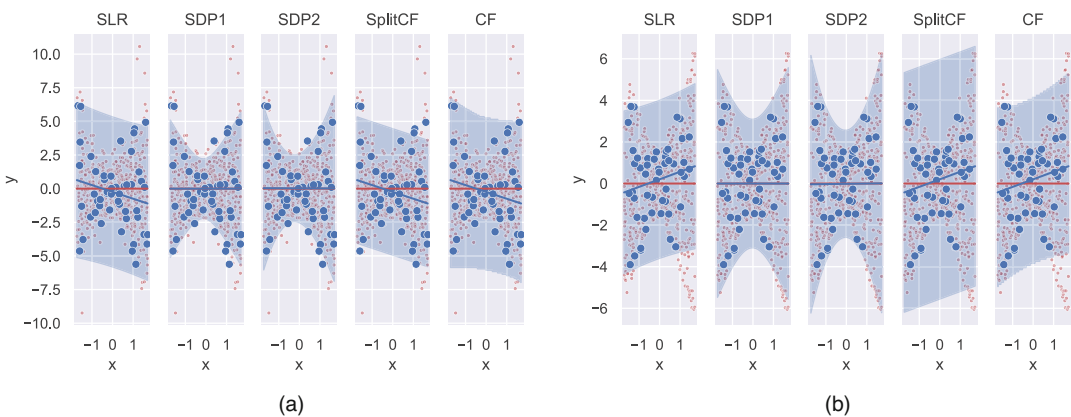 SLR SDP1 SDP2 SplitCF CF
10.0
7.5
5.0
2.5
0.0
−2.5
−5.0
−7.5
−10.0
y
−1 0 1 −1 0 1 −1 0 1 −1 0 1 −1 0 1
x x x x x
(a)
SLR SDP1 SDP2 SplitCF CF
6
4
2
0
−2
−4
−6
y
−1 0 1 −1 0 1 −1 0 1 −1 0 1 −1 0 1
x x x x x
(b)